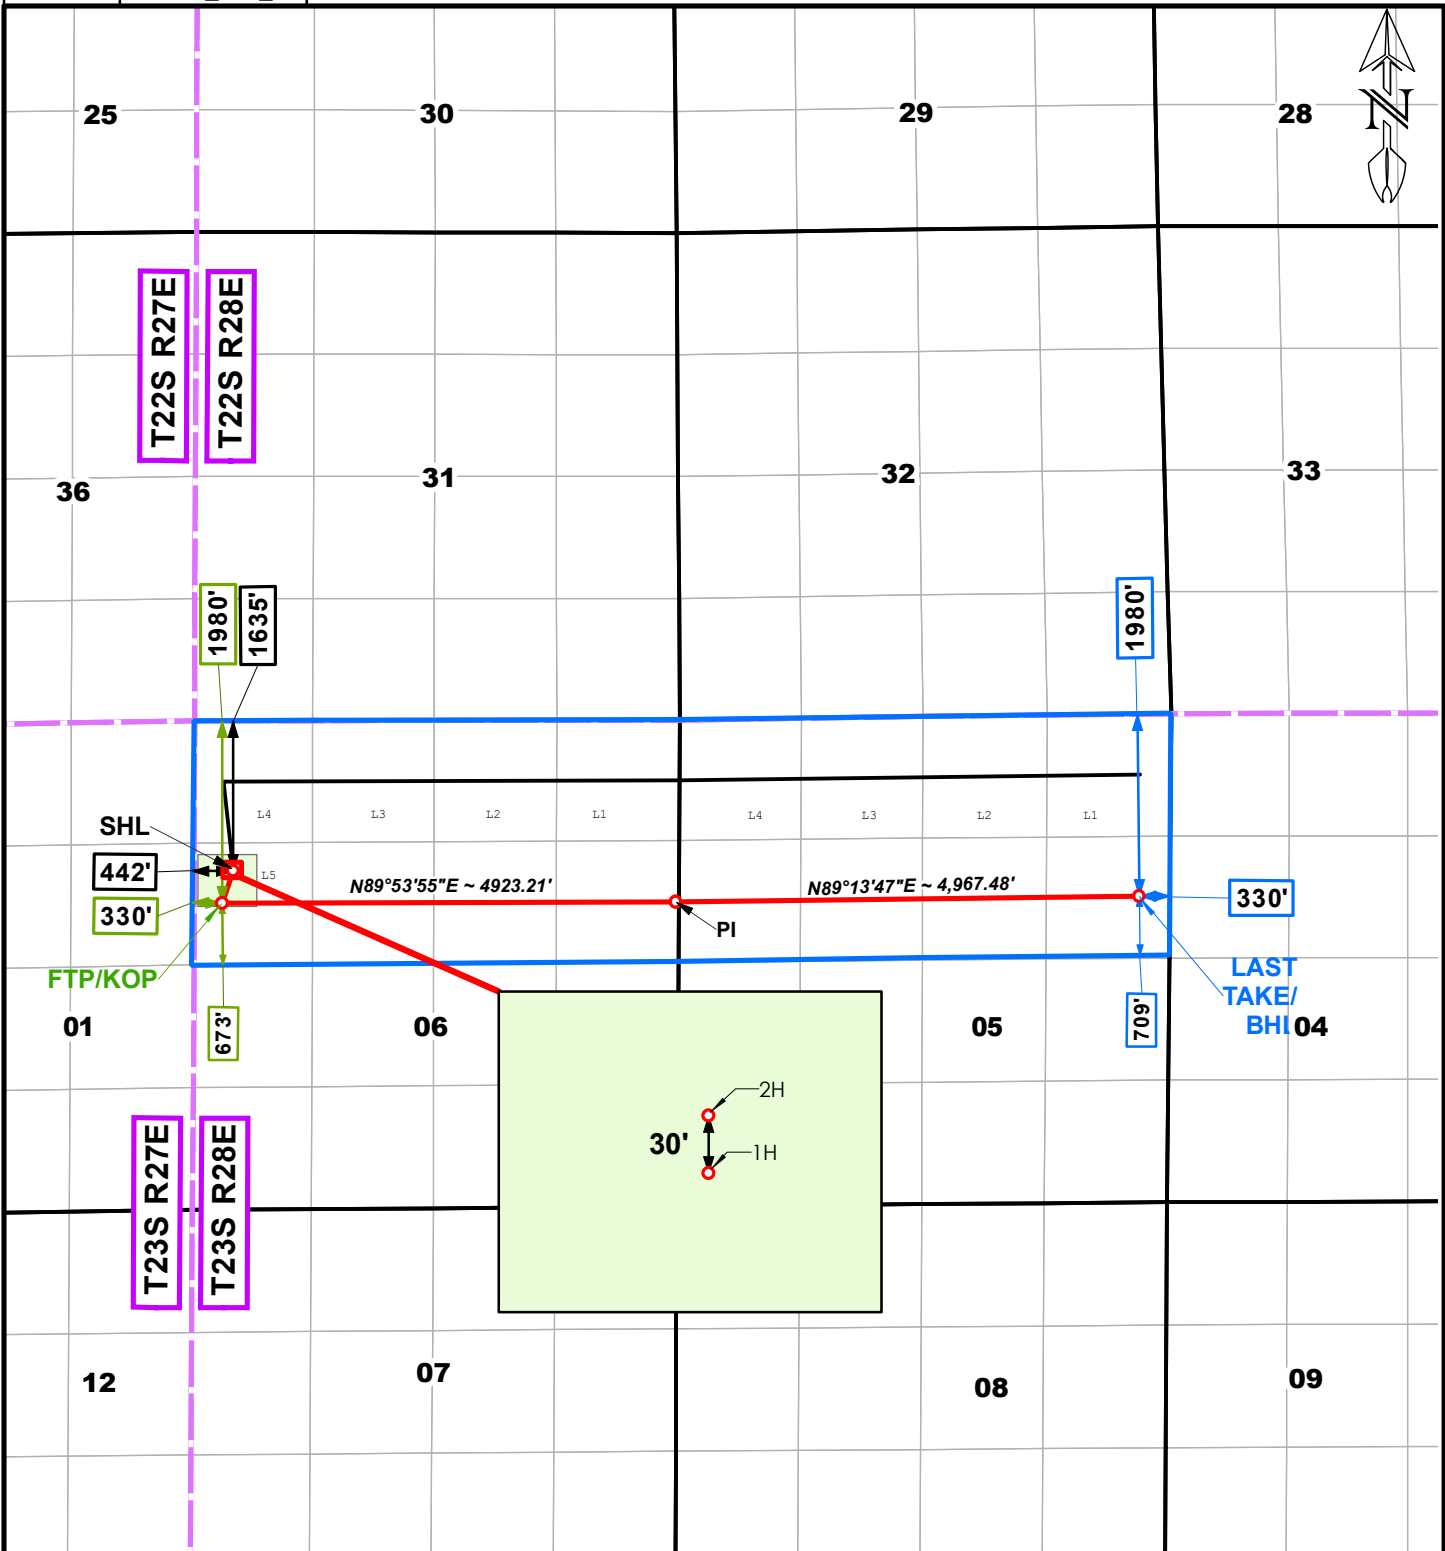 25
30
29
28
N
T22S R27E
T22S R28E
36
31
32
33
1980'
1635'
1980'
L4
L3
L2
L1
L4
L3
L2
L1
SHL
442'
L5
N89°53'55"E ~ 4923.21'
N89°13'47"E ~ 4,967.48'
330'
330'
PI
FTP/KOP
LAST
TAKE/
BHL
01
673'
06
05
709'
04
2H
30'
1H
T23S R27E
T23S R28E
12
07
08
09